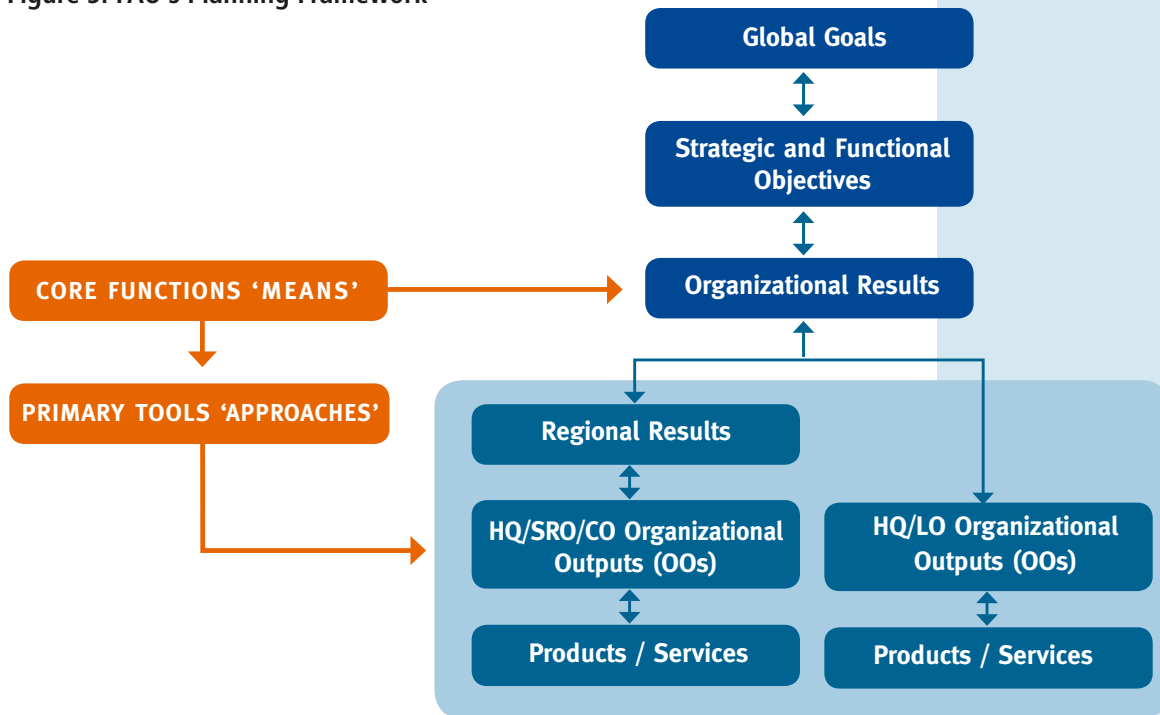 Global Goals
Strategic and Functional
Objectives
Organizational Results
CORE FUNCTIONS ‘MEANS’
PRIMARY TOOLS ‘APPROACHES’
Regional Results
HQ/SRO/CO Organizational
Outputs (OOs)
Products / Services
HQ/LO Organizational
Outputs (OOs)
Products / Services